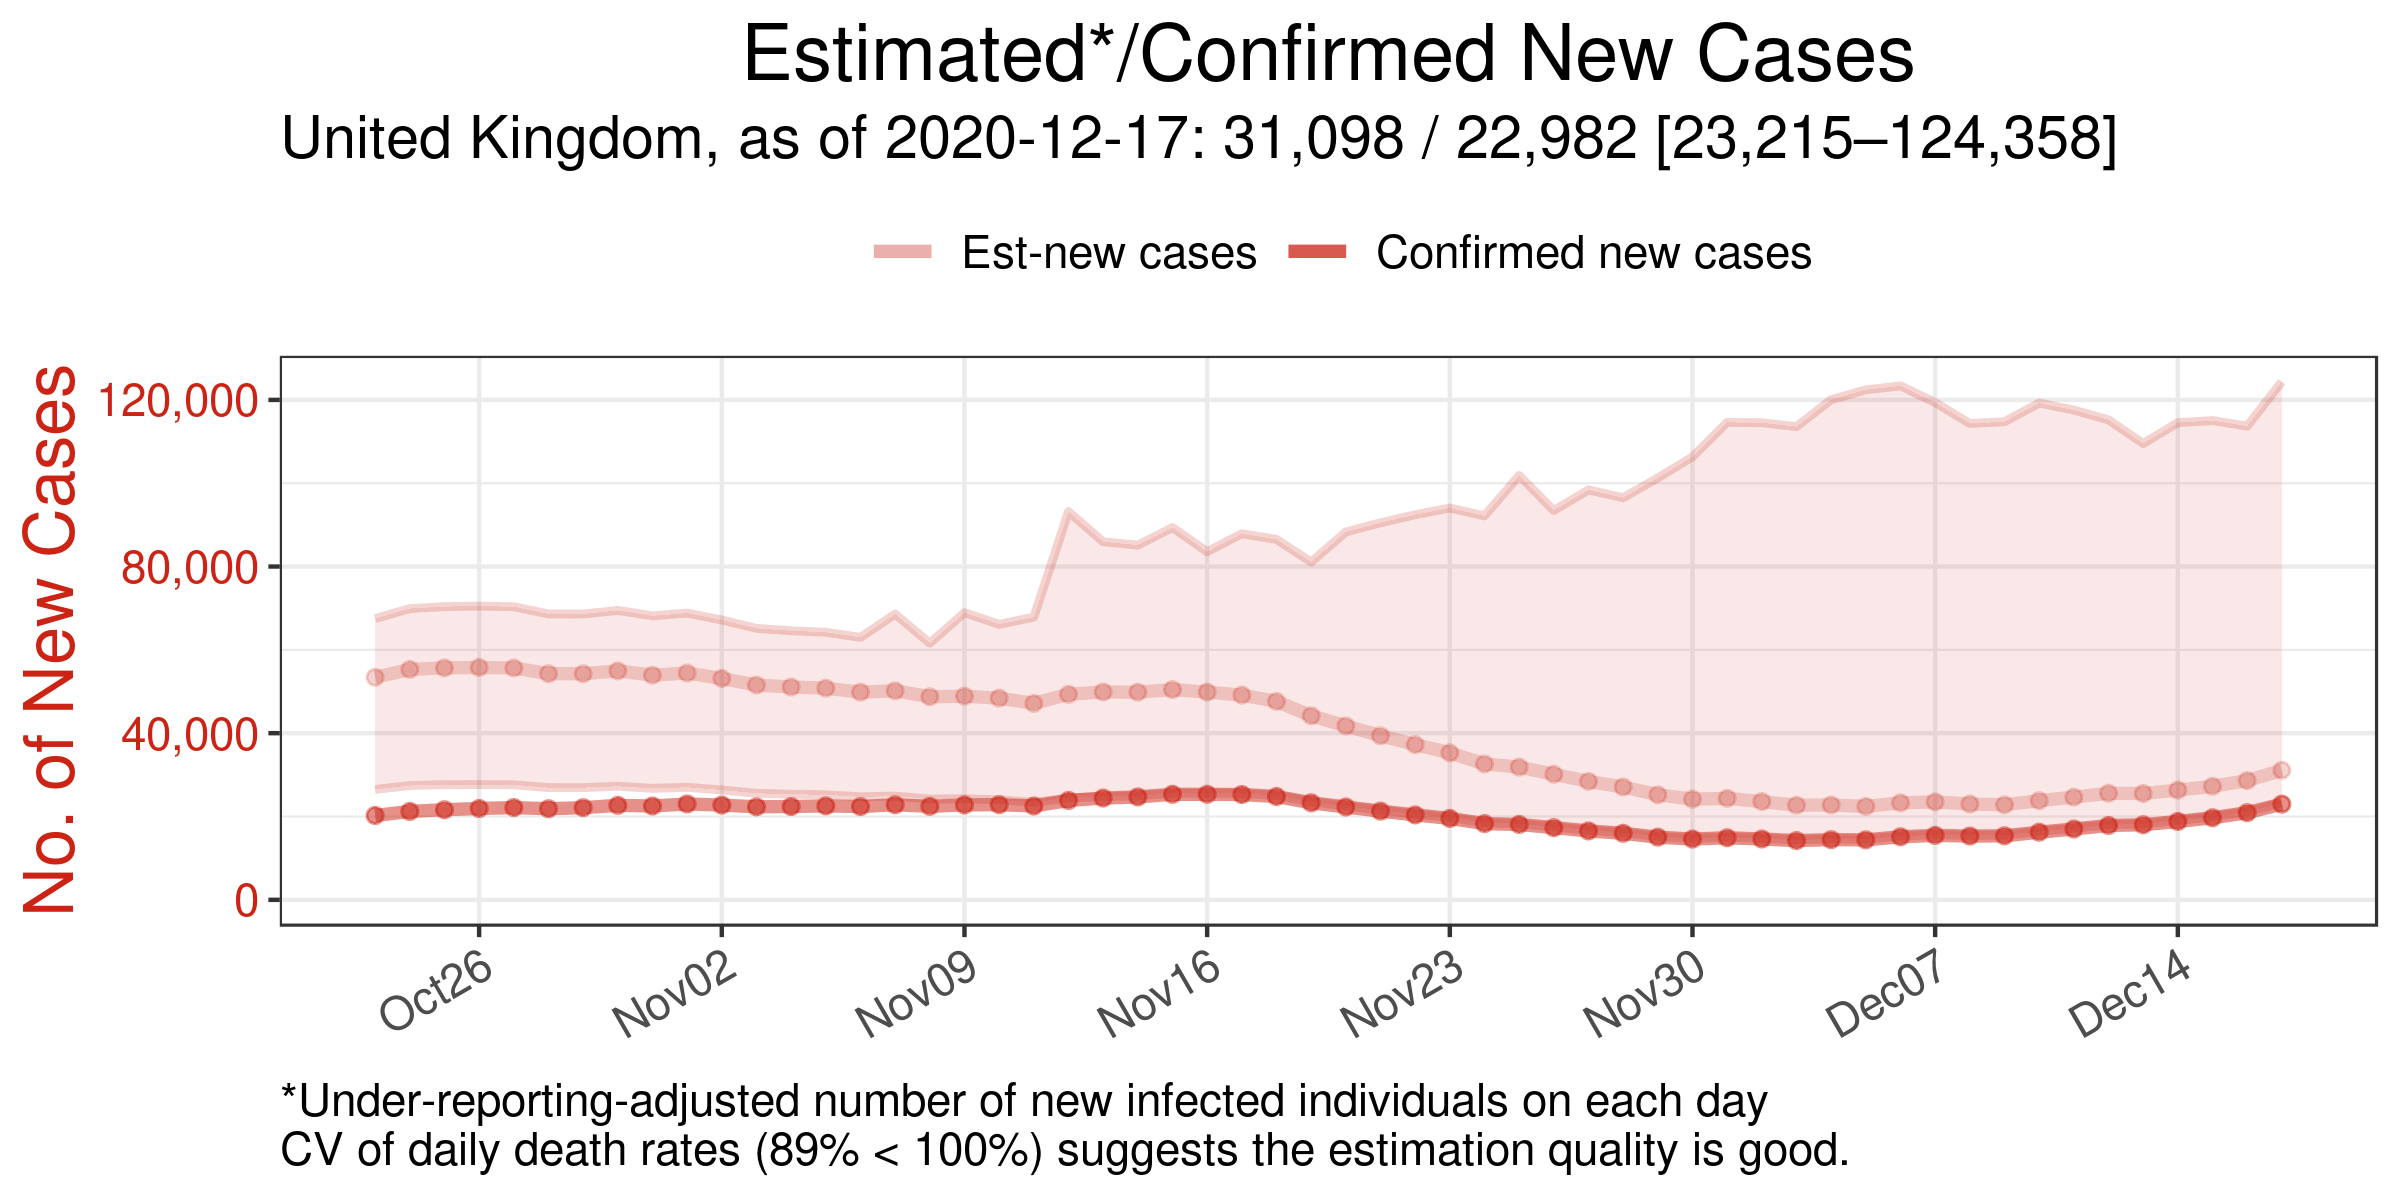 Estimated*/Confirmed New Cases
United Kingdom, as of 2020-12-17: 31,098 / 22,982 [23,215–124,358]
Est-new cases
Confirmed new cases
No. of New Cases
120,000
80,000
40,000
0
Oct26
Nov02
Nov09
Nov16
Nov23
Nov30
Dec07
Dec14
*Under-reporting-adjusted number of new infected individuals on each day
CV of daily death rates (89% < 100%) suggests the estimation quality is good.